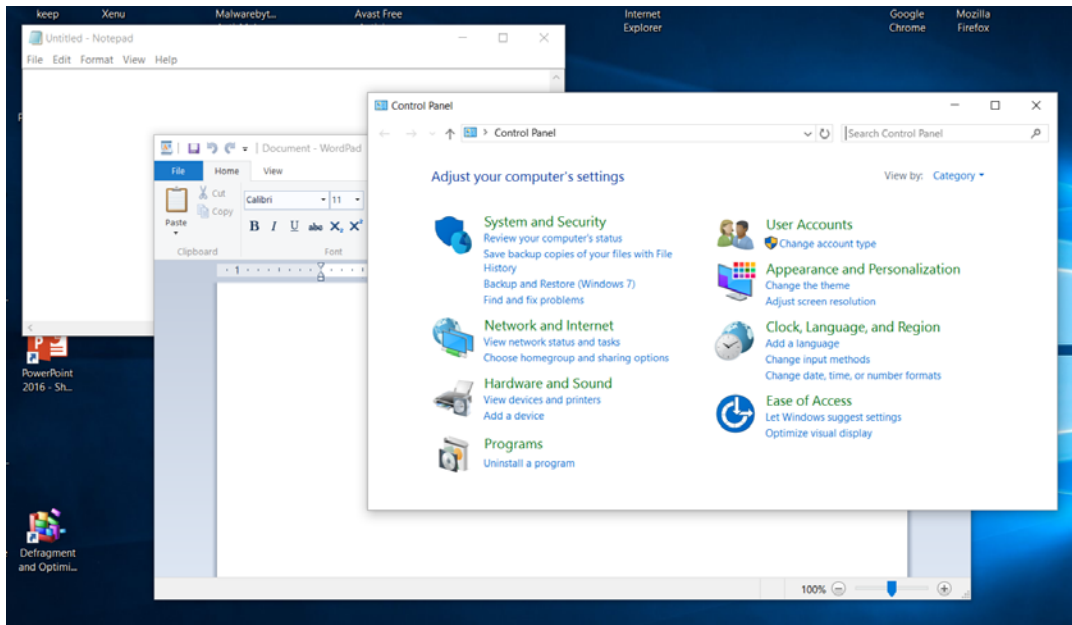 keep
Xenu
Malwarebyt...
Avast Free
Internet
Explorer
Google
Chrome
Mozilla
Firefox
Untitled - Notepad
File Edit Format View Help
Document - WordPad
File Home View
Paste
Cut
Copy
Clipboard
Calibri 11
B I U abc X₂ X²
Font
1
100%
Control Panel
Control Panel
Search Control Panel
Adjust your computer's settings
View by: Category
System and Security
Review your computer's status
Save backup copies of your files with File
History
Backup and Restore (Windows 7)
Find and fix problems
Network and Internet
View network status and tasks
Choose homegroup and sharing options
Hardware and Sound
View devices and printers
Add a device
Programs
Uninstall a program
User Accounts
Change account type
Appearance and Personalization
Change the theme
Adjust screen resolution
Clock, Language, and Region
Add a language
Change input methods
Change date, time, or number formats
Ease of Access
Let Windows suggest settings
Optimize visual display
PowerPoint
2016 - Sh...
Defragment
and Optimi...